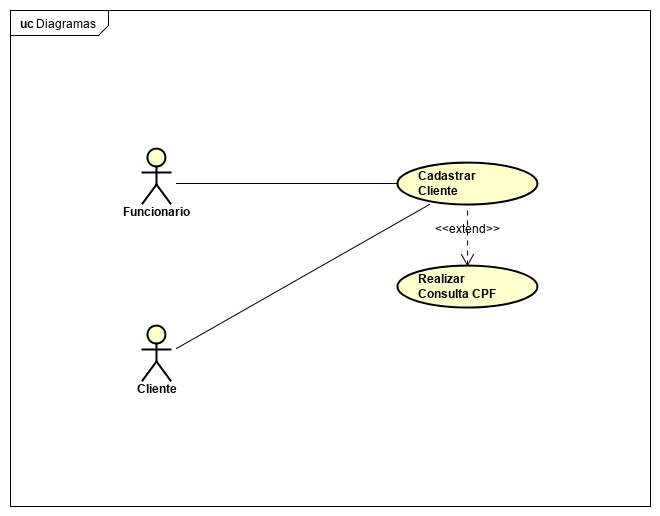 uc Diagramas
Funcionario
Cadastrar
Cliente
<<extend>>
Realizar
Consulta CPF
Cliente